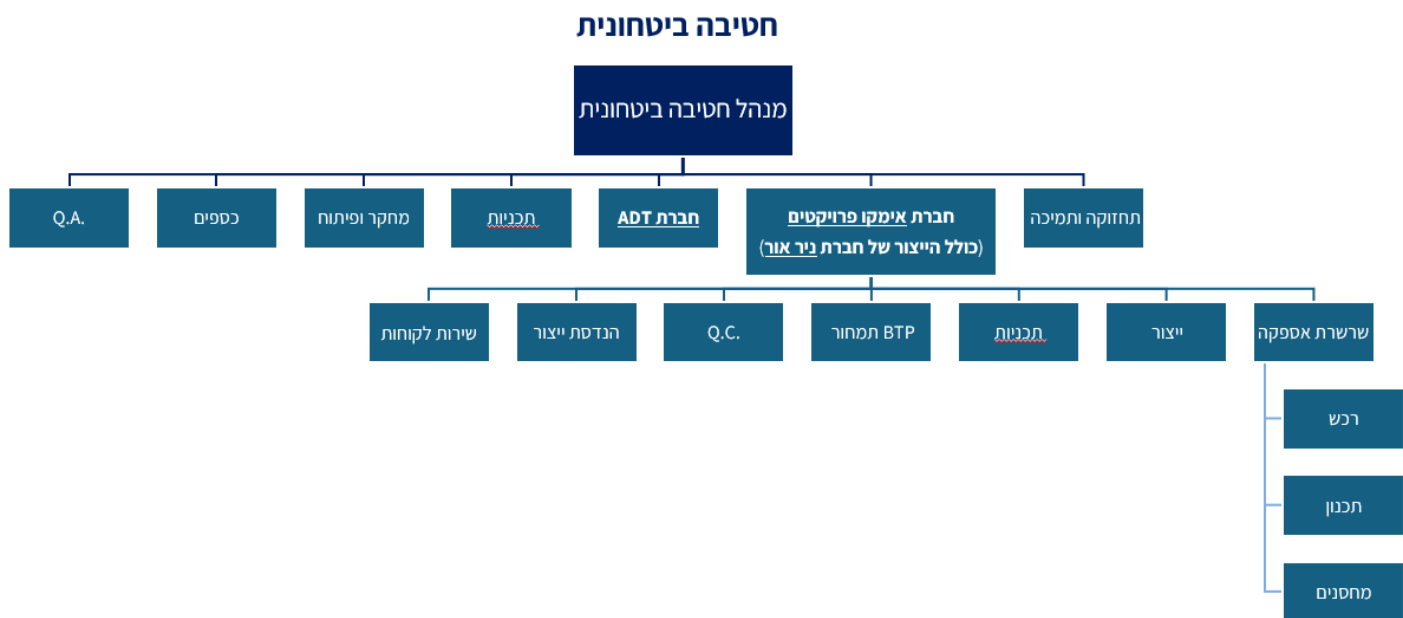 חטיבה ביטחונית
מנהל חטיבה ביטחונית
תחזוקה ותמיכה
חברת אימקו פרויקטים
(כולל הייצור של חברת ניר אור)
חברת ADT
תכניות
מחקר ופיתוח
כספים
Q.A.
שרשרת אספקה
ייצור
תכניות
BTP תמחור
Q.C.
הנדסת ייצור
שירות לקוחות
רכש
תכנון
מחסנים